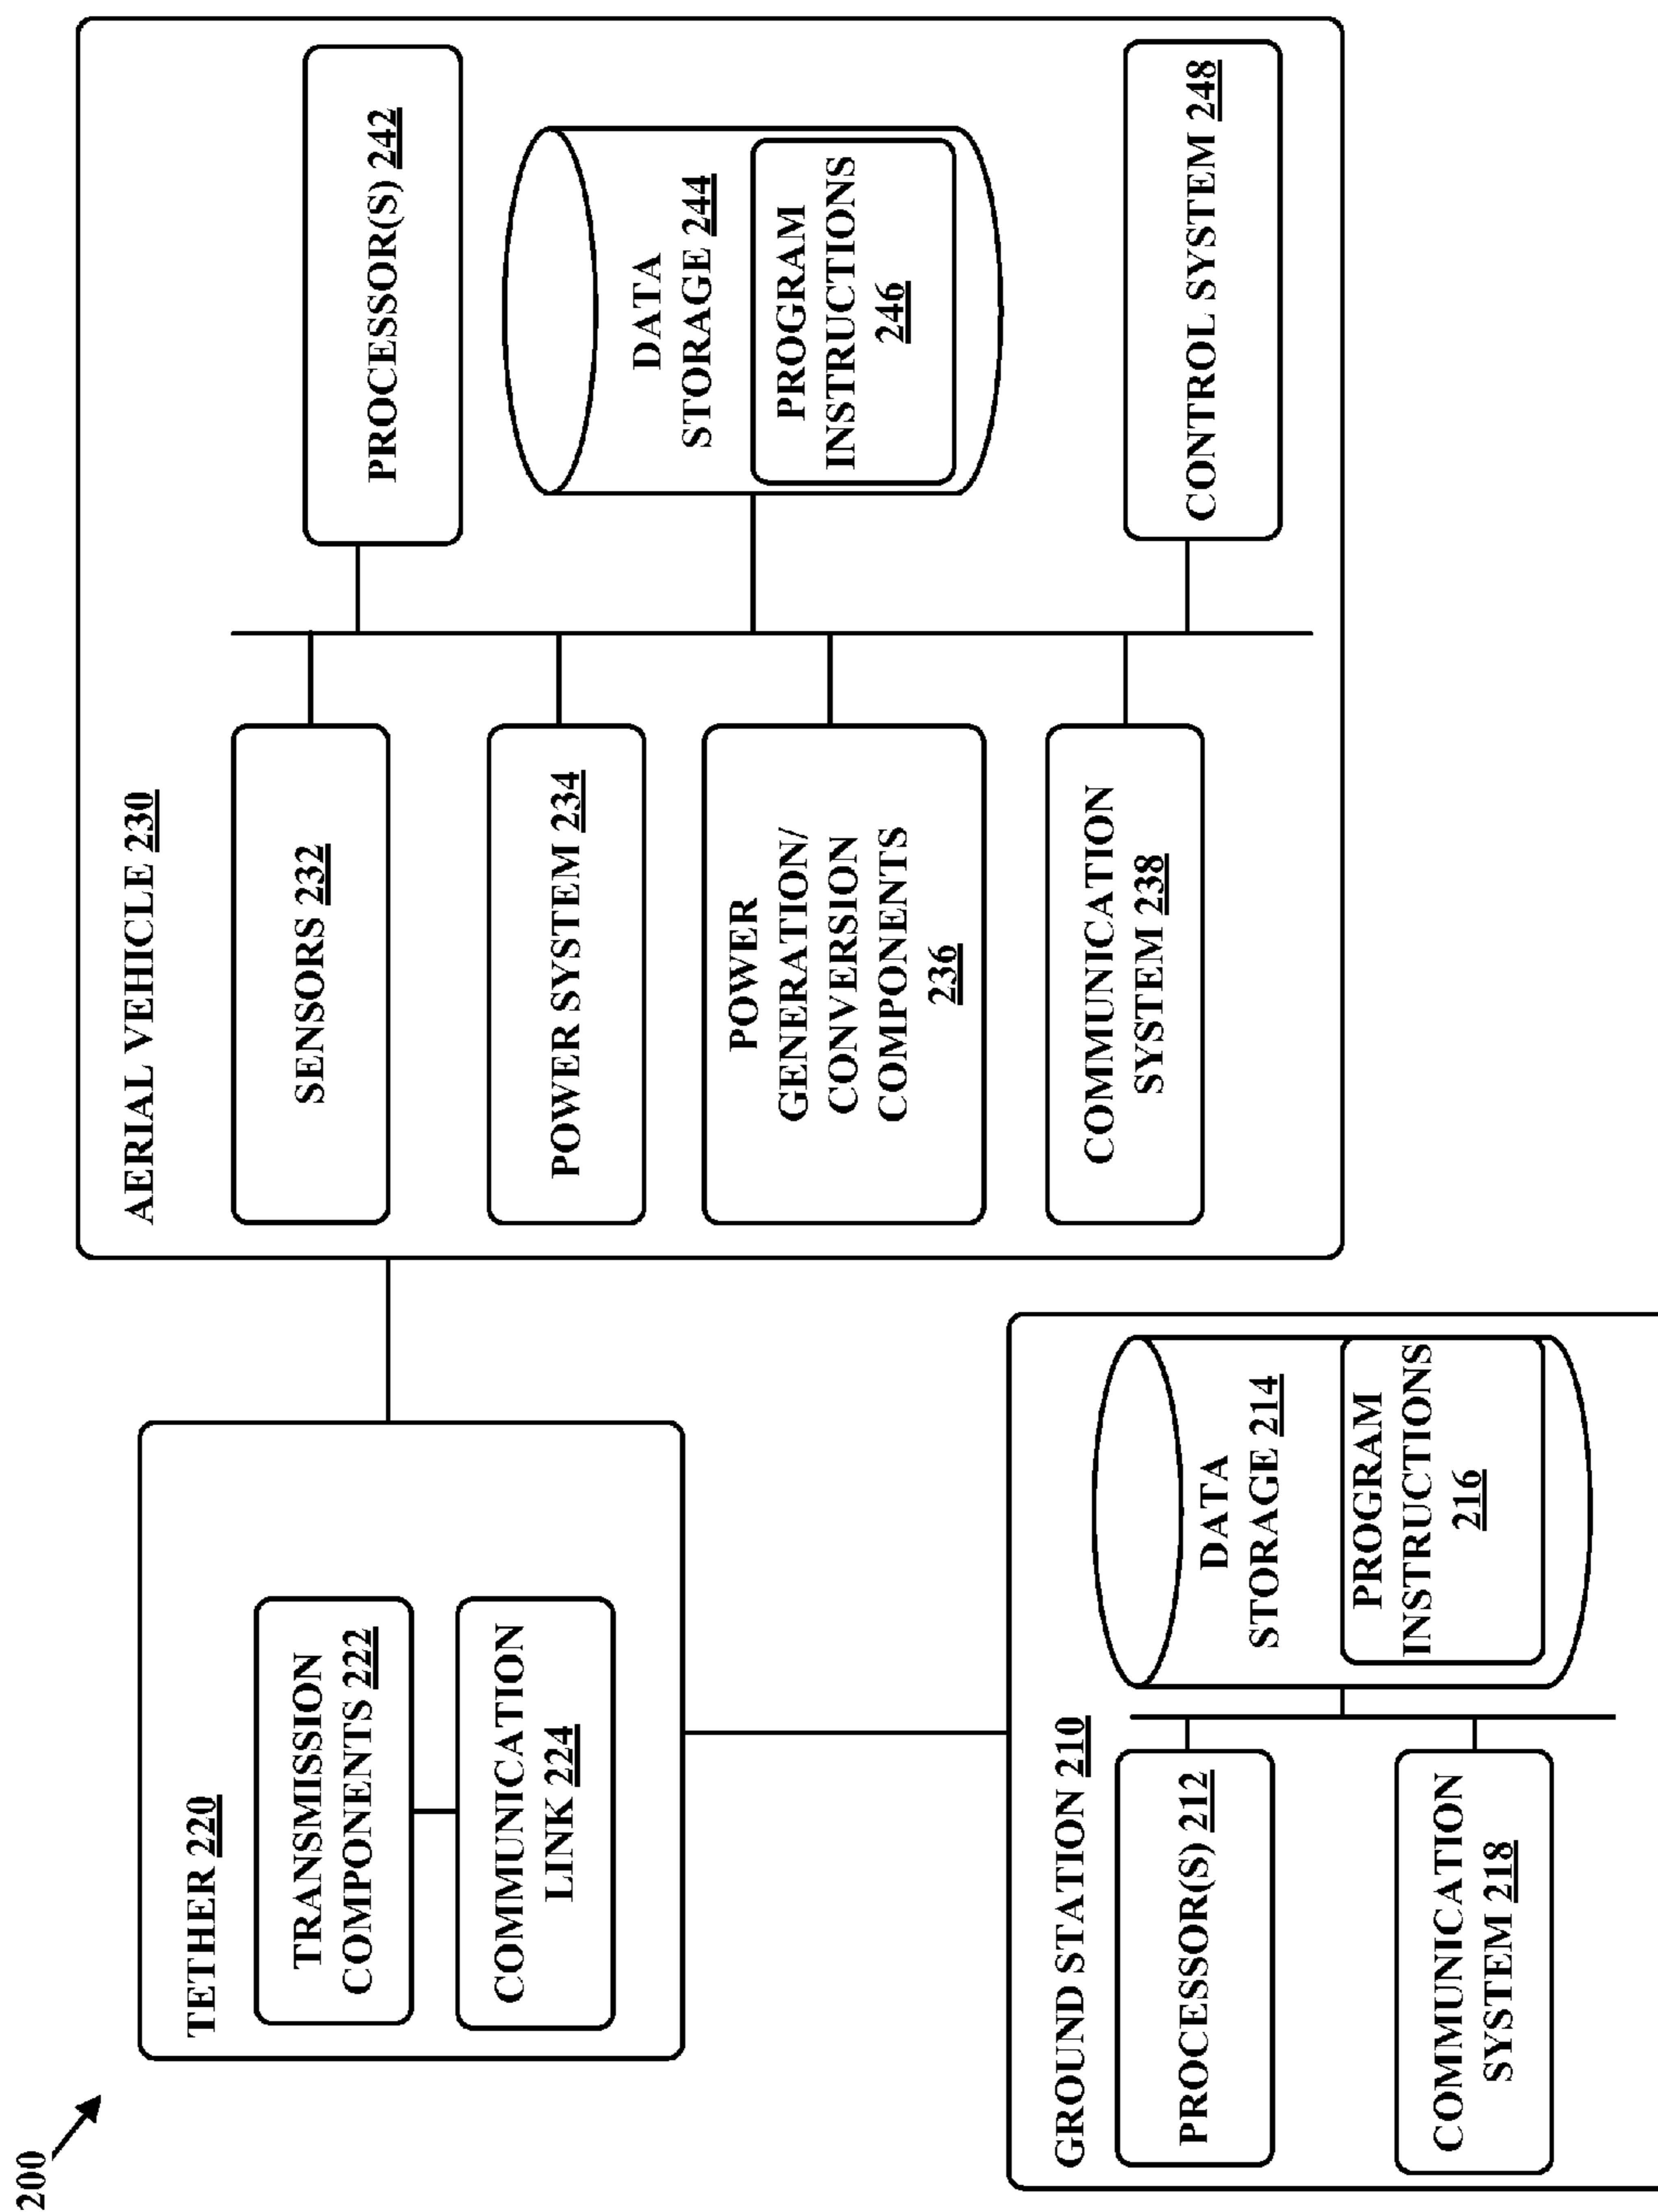 200
TETHER 220
TRANSMISSION
COMPONENTS 222
COMMUNICATION
LINK 224
GROUND STATION 210
PROCESSOR(S) 212
COMMUNICATION
SYSTEM 218
DATA
STORAGE 214
PROGRAM
INSTRUCTIONS
216
AERIAL VEHICLE 230
SENSORS 232
POWER SYSTEM 234
POWER
GENERATION/
CONVERSION
COMPONENTS
236
COMMUNICATION
SYSTEM 238
PROCESSOR(S) 242
DATA
STORAGE 244
PROGRAM
INSTRUCTIONS
246
CONTROL SYSTEM 248